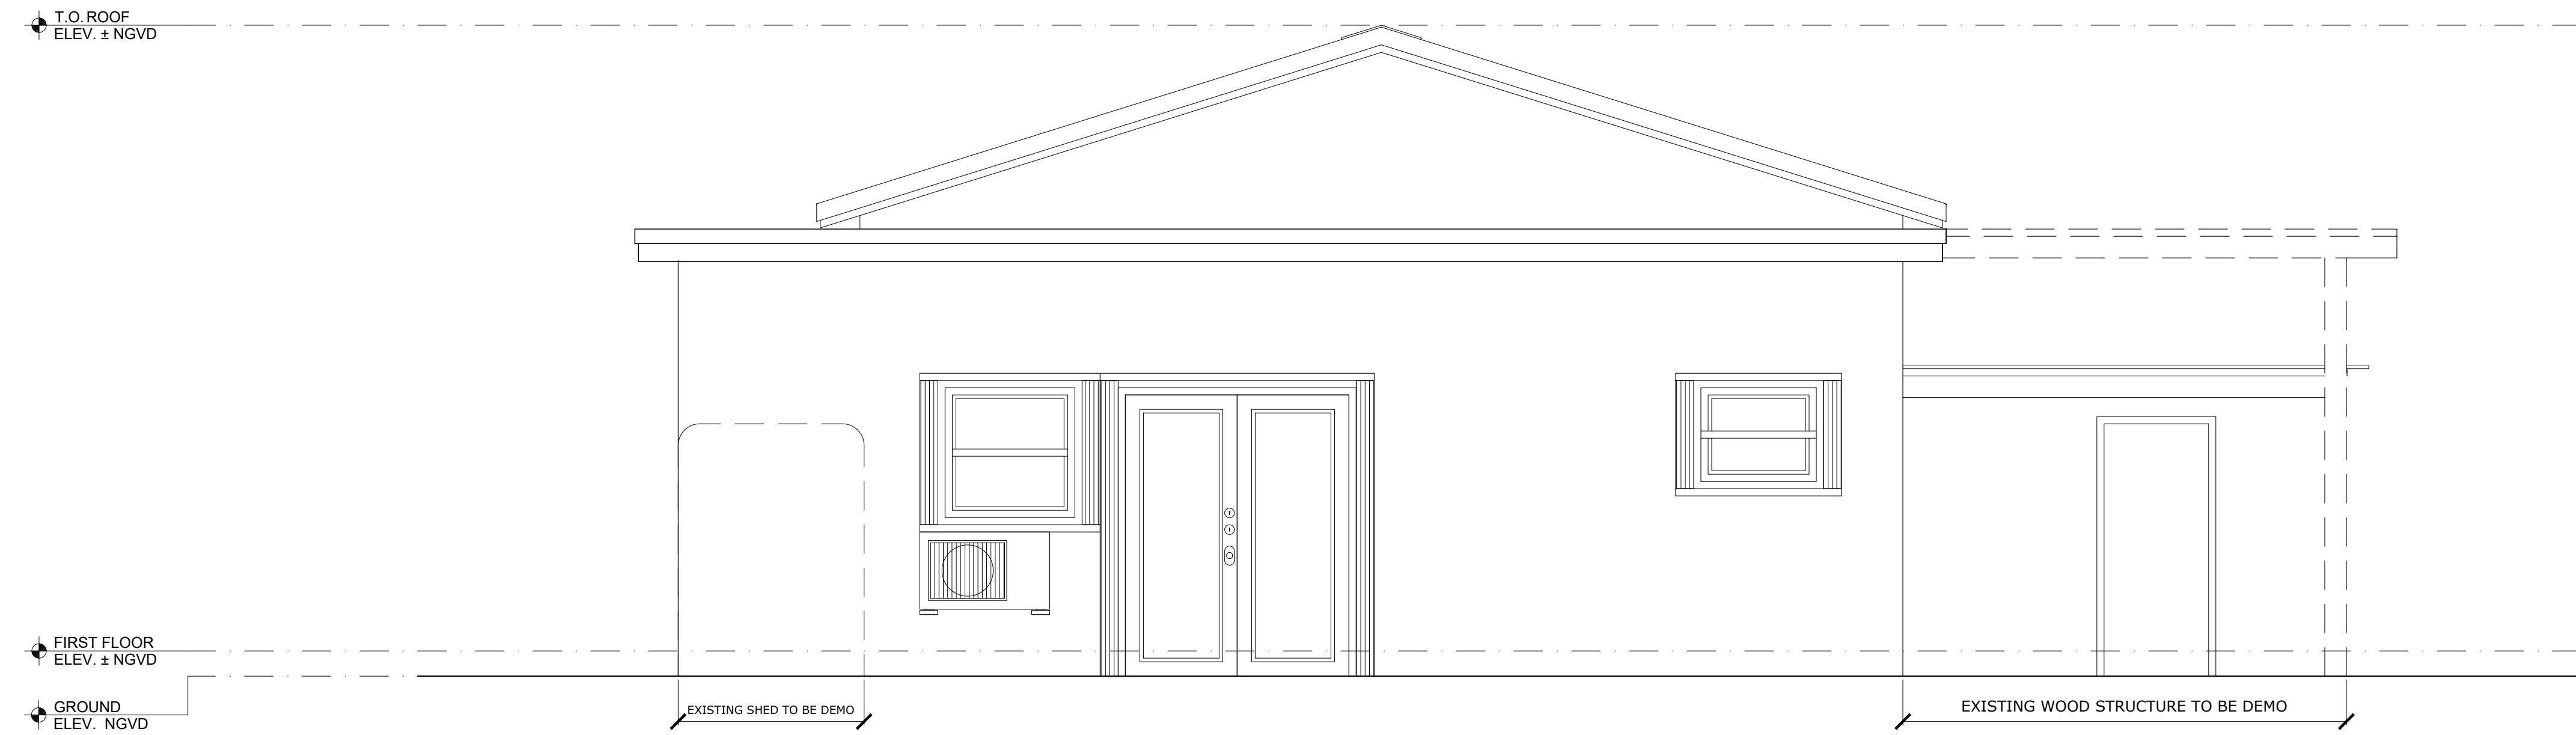 T.O. ROOF
ELEV. ± NGVD
FIRST FLOOR
ELEV. ± NGVD
GROUND
ELEV. NGVD
EXISTING SHED TO BE DEMO
EXISTING WOOD STRUCTURE TO BE DEMO